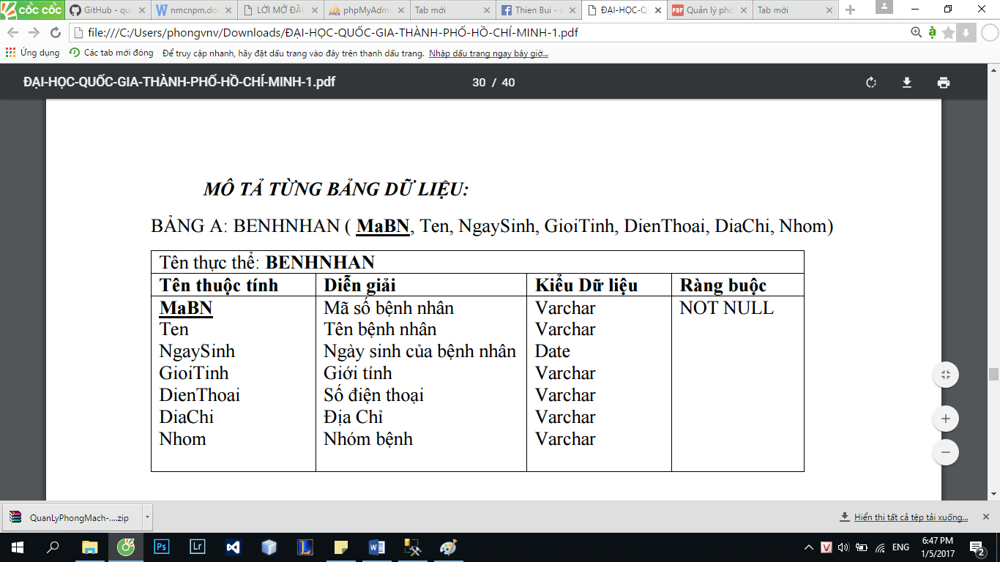 CỐC CỐC
GitHub - qu
nmcnpm.do
LỜI MỞ ĐẦ
phpMyAdm
Tab mới
Thien Bui - 
ĐẠI-HỌC-Q
Quản lý phò
Tab mới
file:///C:/Users/phongvnv/Downloads/ĐẠI-HỌC-QUỐC-GIA-THÀNH-PHỐ-HỒ-CHÍ-MINH-1.pdf
Ứng dụng Các tab mới đóng Để truy cập nhanh, hãy đặt dấu trang vào đây trên thanh dấu trang. Nhập dấu trang ngay bây giờ...
ĐẠI-HỌC-QUỐC-GIA-THÀNH-PHỐ-HỒ-CHÍ-MINH-1.pdf 30 / 40
MÔ TẢ TỪNG BẢNG DỮ LIỆU:
BẢNG A: BENHNHAN ( MaBN, Ten, NgaySinh, GioiTinh, DienThoai, DiaChi, Nhom)
Tên thực thể: BENHNHAN
Tên thuộc tính Diễn giải Kiểu Dữ liệu Ràng buộc
MaBN Mã số bệnh nhân Varchar NOT NULL
Ten Tên bệnh nhân Varchar
NgaySinh Ngày sinh của bệnh nhân Date
GioiTinh Giới tính Varchar
DienThoai Số điện thoại Varchar
DiaChi Địa Chỉ Varchar
Nhom Nhóm bệnh Varchar
QuanLyPhongMach-....zip Hiển thị tất cả tệp tải xuống...
Ps Lr L ENG 6:47 PM
1/5/2017 2